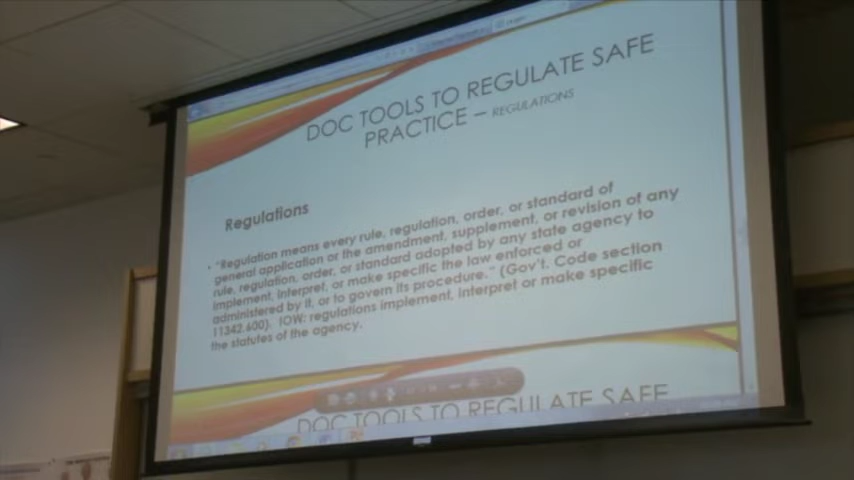 DOC TOOLS TO REGULATE SAFE
PRACTICE – REGULATIONS
Regulations
• "Regulation means every rule, regulation, order, or standard of
general application or the amendment, supplement, or revision of any
rule, regulation, order, or standard adopted by any state agency to
implement, interpret, or make specific the law enforced or
administered by it, or to govern its procedure." (Gov't. Code section
11342.600). IOW: regulations implement, interpret or make specific
the statutes of the agency.
DOC TOOLS TO REGULATE SAFE